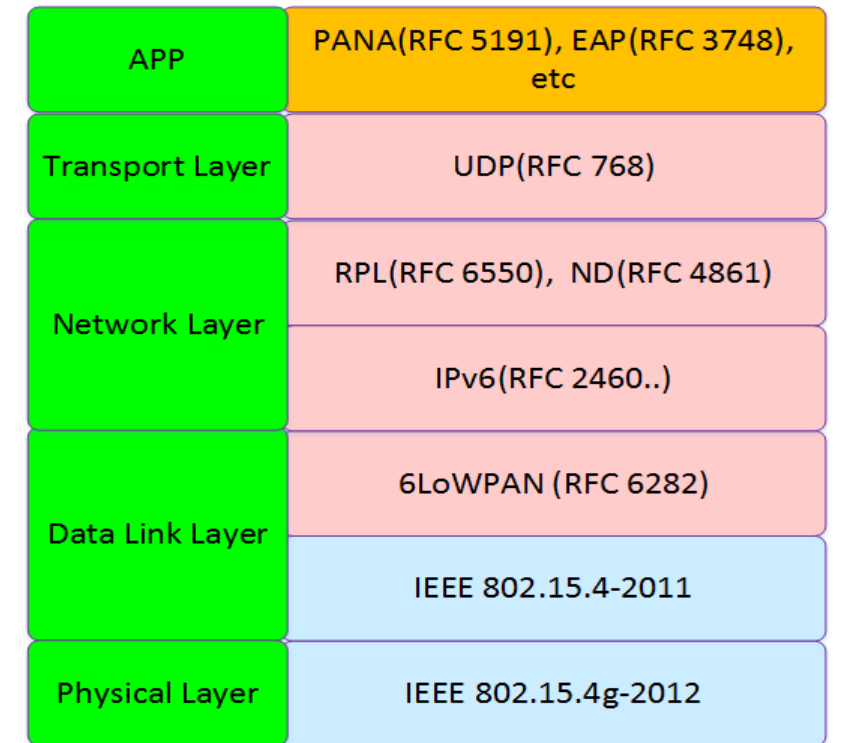 APP
PANA(RFC 5191), EAP(RFC 3748),
etc
Transport Layer
UDP(RFC 768)
Network Layer
RPL(RFC 6550),  ND(RFC 4861)
IPv6(RFC 2460..)
Data Link Layer
6LoWPAN (RFC 6282)
IEEE 802.15.4-2011
Physical Layer
IEEE 802.15.4g-2012